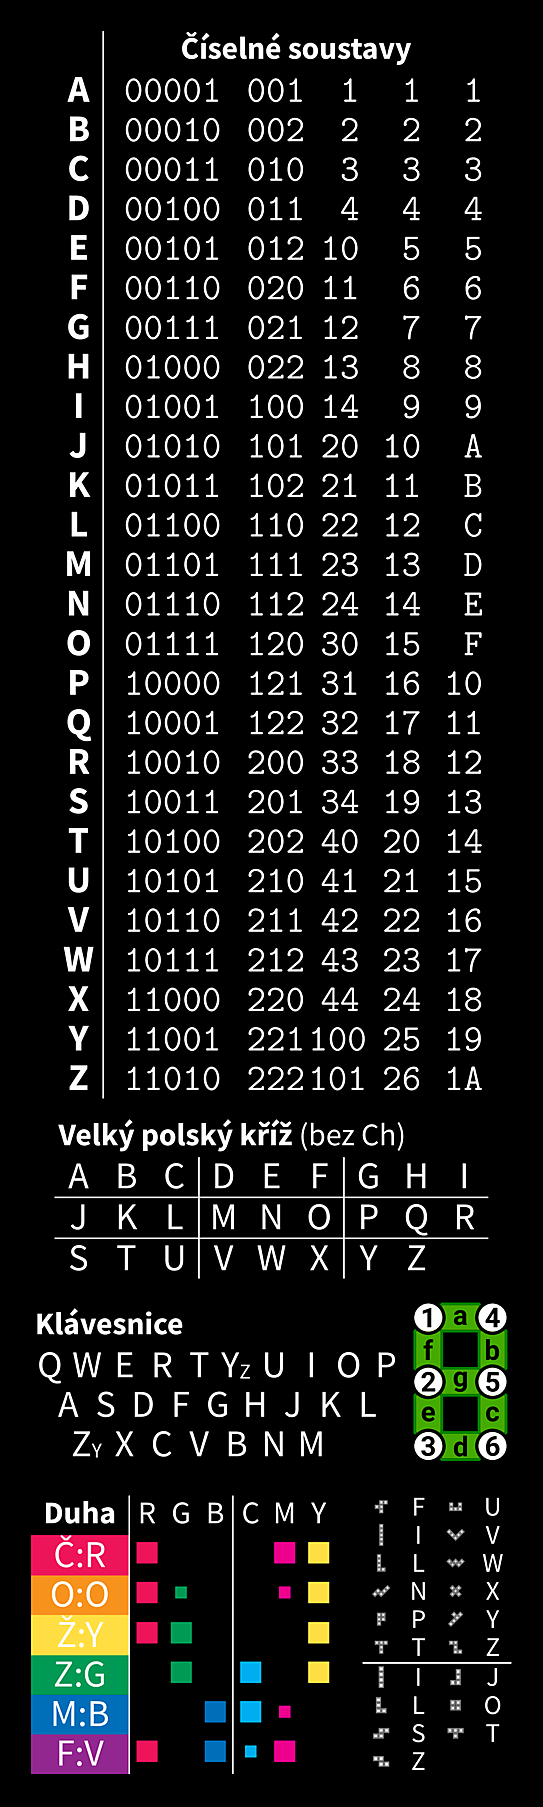 Číselné soustavy
A 00001 001 1 1 1
B 00010 002 2 2 2
C 00011 010 3 3 3
D 00100 011 4 4 4
E 00101 012 10 5 5
F 00110 020 11 6 6
G 00111 021 12 7 7
H 01000 022 13 8 8
I 01001 100 14 9 9
J 01010 101 20 10 A
K 01011 102 21 11 B
L 01100 110 22 12 C
M 01101 111 23 13 D
N 01110 112 24 14 E
O 01111 120 30 15 F
P 10000 121 31 16 10
Q 10001 122 32 17 11
R 10010 200 33 18 12
S 10011 201 34 19 13
T 10100 202 40 20 14
U 10101 210 41 21 15
V 10110 211 42 22 16
W 10111 212 43 23 17
X 11000 220 44 24 18
Y 11001 221 100 25 19
Z 11010 222 101 26 1A
Velký polský kříž (bez Ch)
A B C D E F G H I
J K L M N O P Q R
S T U V W X Y Z
Klávesnice
Q W E R T YZ U I O P
A S D F G H J K L
ZY X C V B N M
1 a 4
f b
2 g 5
e c
3 d 6
Duha R G B C M Y
Č:R
O:O
Ž:Y
Z:G
M:B
F:V
F U
I V
L W
N X
P Y
T Z
I J
L O
S T
Z